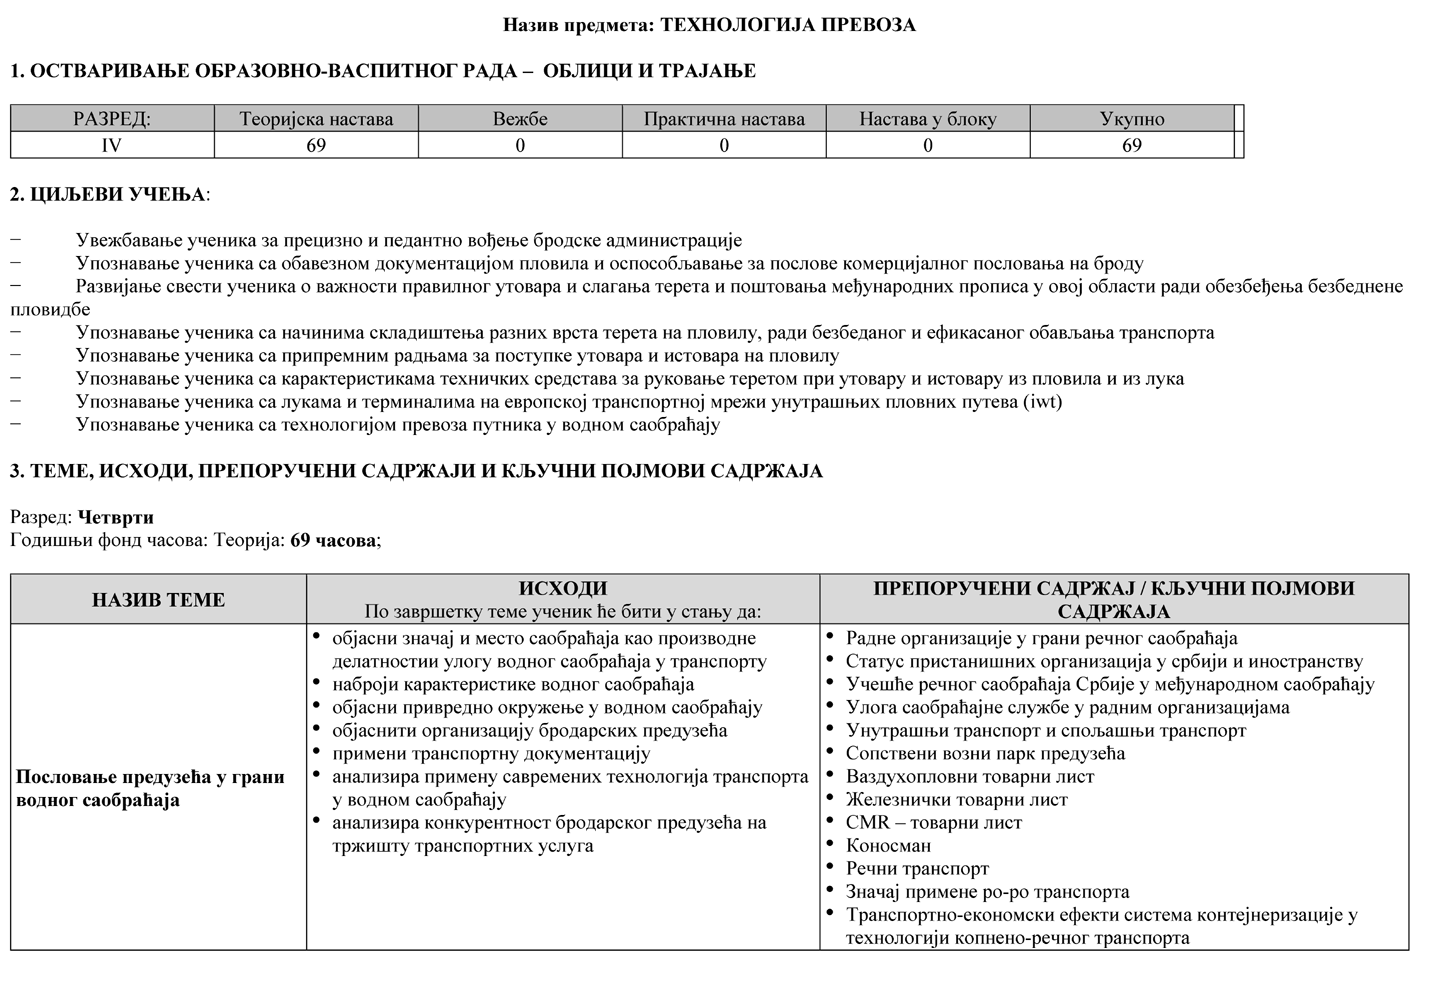 Назив предмета: ТЕХНОЛОГИЈА ПРЕВОЗА
1. ОСТВАРИВАЊЕ ОБРАЗОВНО-ВАСПИТНОГ РАДА – ОБЛИЦИ И ТРАЈАЊЕ
РАЗРЕД: Теоријска настава Вежбе Практична настава Настава у блоку Укупно
IV 69 0 0 0 69
2. ЦИЉЕВИ УЧЕЊА:
– Увежбавање ученика за прецизно и педантно вођење бродске администрације
– Упознавање ученика са обавезном документацијом пловила и оспособљавање за послове комерцијалног пословања на броду
– Развијање свести ученика о важности правилног утовара и слагања терета и поштовања међународних прописа у овој области ради обезбеђења безбеднене
пловидбе
– Упознавање ученика са начинима складиштења разних врста терета на пловилу, ради безбеданог и ефикасаног обављања транспорта
– Упознавање ученика са припремним радњама за поступке утовара и истовара на пловилу
– Упознавање ученика са карактеристикама техничких средстава за руковање теретом при утовару и истовару из пловила и из лука
– Упознавање ученика са лукама и терминалима на европској транспортној мрежи унутрашњих пловних путева (iwt)
– Упознавање ученика са технологијом превоза путника у водном саобраћају
3. ТЕМЕ, ИСХОДИ, ПРЕПОРУЧЕНИ САДРЖАЈИ И КЉУЧНИ ПОЈМОВИ САДРЖАЈА
Разред: Четврти
Годишњи фонд часова: Теорија: 69 часова;
НАЗИВ ТЕМЕ
ИСХОДИ
По завршетку теме ученик ће бити у стању да:
ПРЕПОРУЧЕНИ САДРЖАЈ / КЉУЧНИ ПОЈМОВИ
САДРЖАЈА
Пословање предузећа у грани
водног саобраћаја
• објасни значај и место саобраћаја као производне
делатностии улогу водног саобраћаја у транспорту
• наброји карактеристике водног саобраћаја
• објасни привредно окружење у водном саобраћају
• објаснити организацију бродарских предузећа
• примени транспортну документацију
• анализира примену савремених технологија транспорта
у водном саобраћају
• анализира конкурентност бродарског предузећа на
тржишту транспортних услуга
• Радне организације у грани речног саобраћаја
• Статус пристанишних организација у србији и иностранству
• Учешће речног саобраћаја Србије у међународном саобраћају
• Улога саобраћајне службе у радним организацијама
• Унутрашњи транспорт и спољашњи транспорт
• Сопствени возни парк предузећа
• Ваздухопловни товарни лист
• Железнички товарни лист
• CMR – товарни лист
• Коносман
• Речни транспорт
• Значај примене ро-ро транспорта
• Транспортно-економски ефекти система контејнеризације у
технологији копнено-речног транспорта